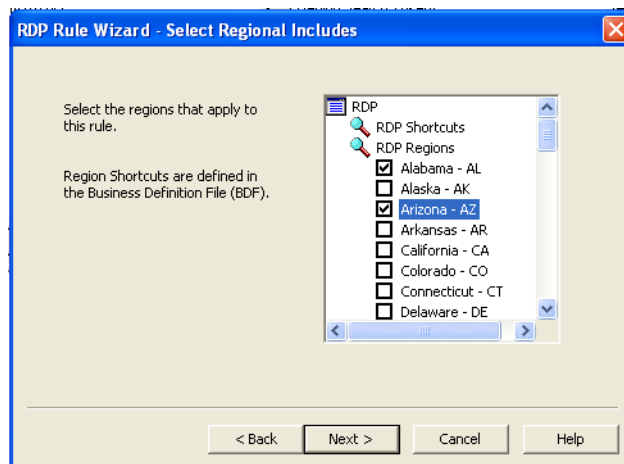 RDP Rule Wizard - Select Regional Includes
Select the regions that apply to
this rule.
Region Shortcuts are defined in
the Business Definition File (BDF).
RDP
RDP Shortcuts
RDP Regions
Alabama - AL
Alaska - AK
Arizona - AZ
Arkansas - AR
California - CA
Colorado - CO
Connecticut - CT
Delaware - DE
< Back
Next >
Cancel
Help